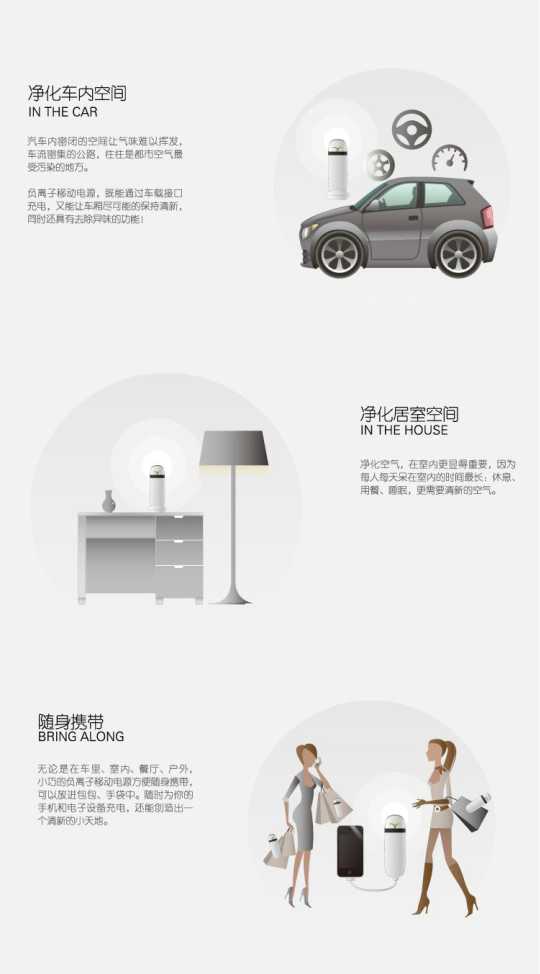 净化车内空间
IN THE CAR
汽车内密闭的空间让气味难以挥发，
车流密集的公路，往往是都市空气最
受污染的地方。
负离子移动电源，既能通过车载接口
充电，又能让车厢尽可能的保持清新，
同时还具有去除异味的功能！
净化居室空间
IN THE HOUSE
净化空气，在室内更显得重要，因为
每人每天呆在室内的时间最长：休息、
用餐、睡眠，更需要清新的空气。
随身携带
BRING ALONG
无论是在车里、室内、餐厅、户外，
小巧的负离子移动电源方便随身携带，
可以放进包包、手袋中。随时为你的
手机和电子设备充电，还能创造出一
个清新的小天地。